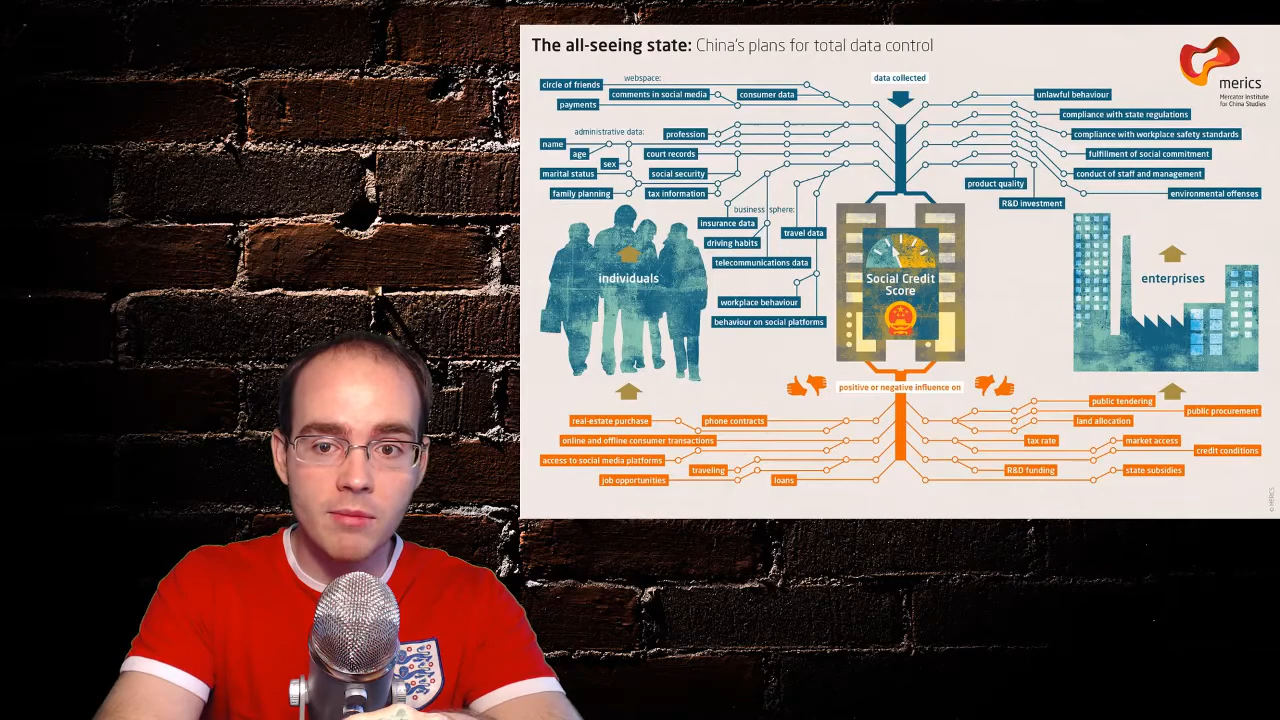 The all-seeing state: China's plans for total data control
merics
Mercator Institute
for China Studies
data collected
webspace:
circle of friends
comments in social media
consumer data
payments
administrative data:
profession
name
age
court records
sex
marital status
social security
family planning
tax information
business sphere:
insurance data
travel data
driving habits
telecommunications data
workplace behaviour
behaviour on social platforms
individuals
unlawful behaviour
compliance with state regulations
compliance with workplace safety standards
fulfillment of social commitment
conduct of staff and management
product quality
environmental offenses
R&D investment
enterprises
Social Credit
Score
positive or negative influence on
real-estate purchase
phone contracts
online and offline consumer transactions
access to social media platforms
traveling
job opportunities
loans
public tendering
public procurement
land allocation
tax rate
market access
credit conditions
R&D funding
state subsidies
© MERICS